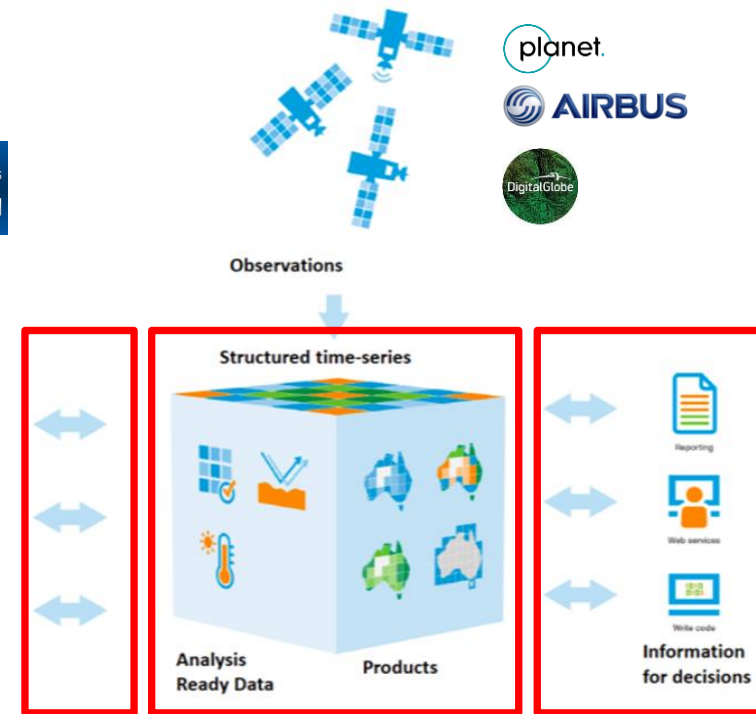 planet.
AIRBUS
DigitalGlobe
Observations
Structured time-series
Reporting
Web services
Write code
Analysis
Ready Data
Products
Information
for decisions